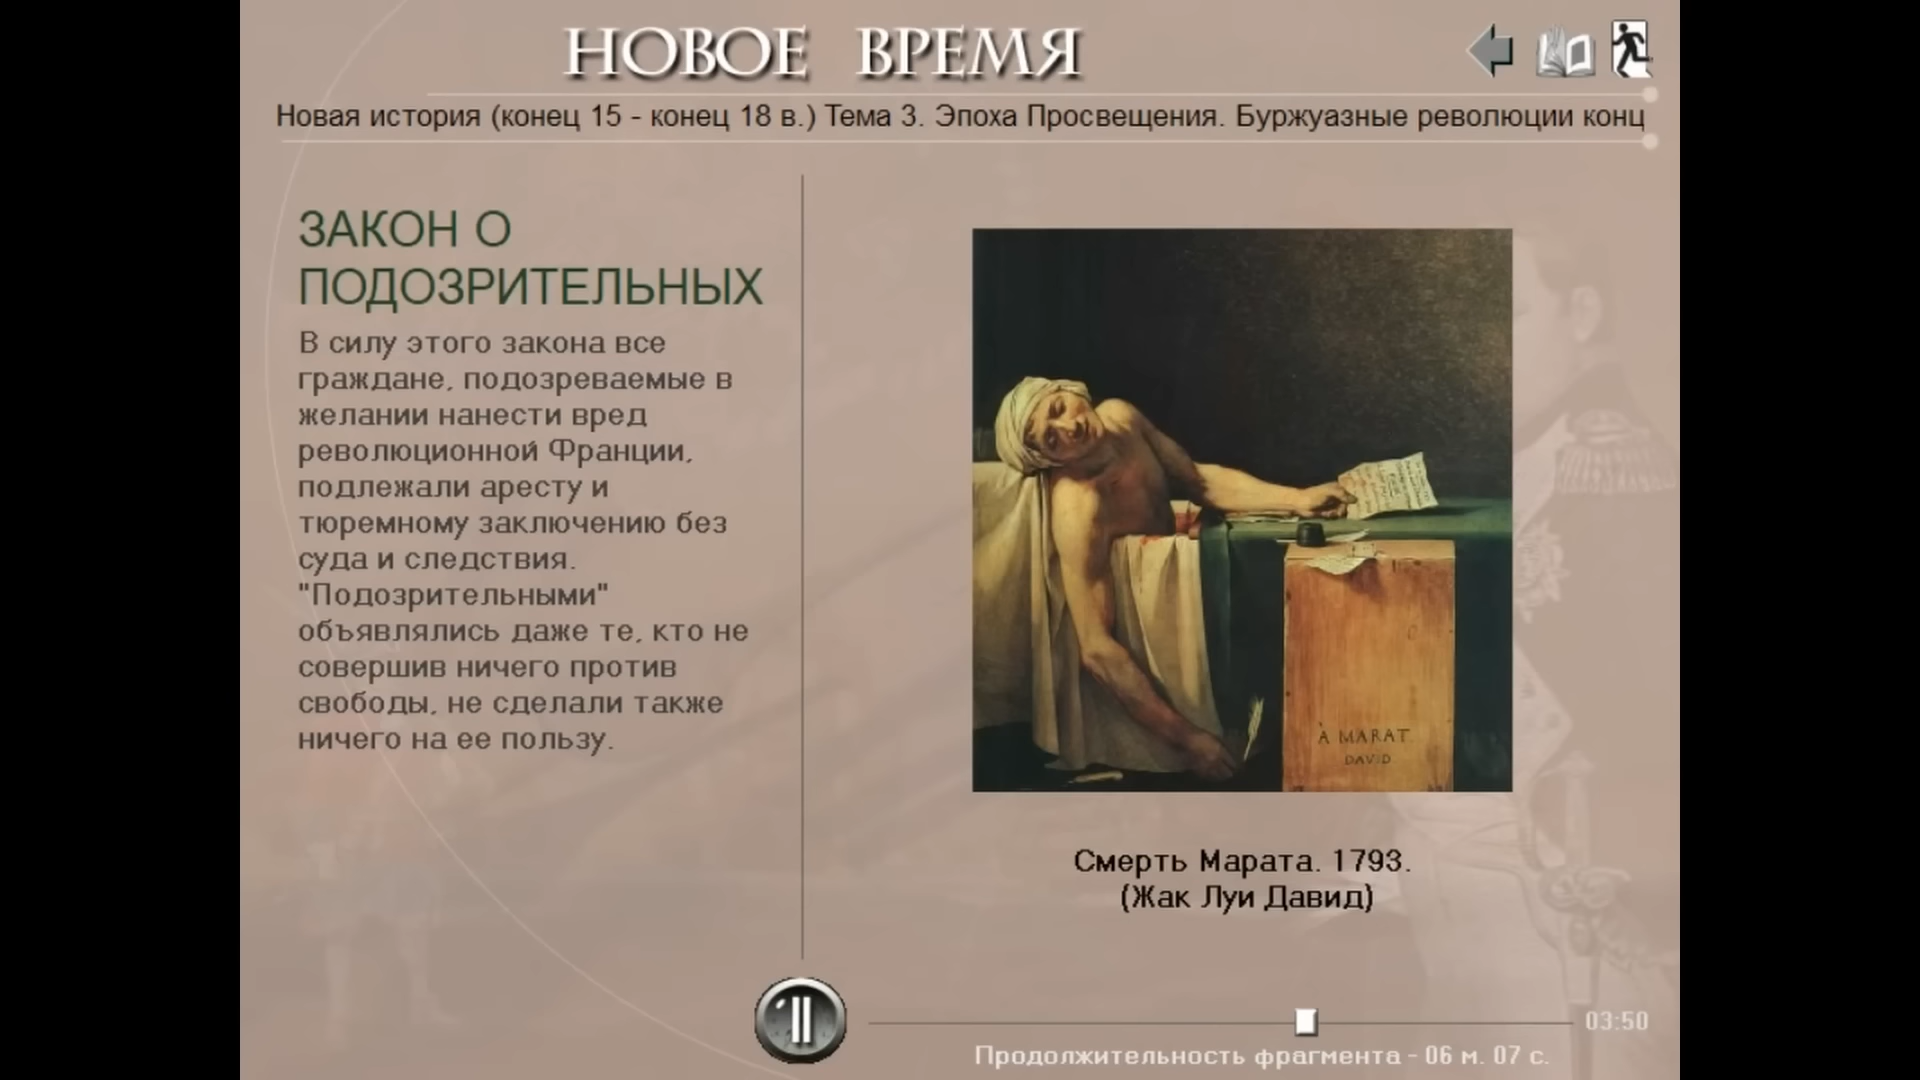 НОВОЕ ВРЕМЯ
Новая история (конец 15 - конец 18 в.) Тема 3. Эпоха Просвещения. Буржуазные революции конц
ЗАКОН О
ПОДОЗРИТЕЛЬНЫХ
В силу этого закона все
граждане, подозреваемые в
желании нанести вред
революционной Франции,
подлежали аресту и
тюремному заключению без
суда и следствия.
"Подозрительными"
объявлялись даже те, кто не
совершив ничего против
свободы, не сделали также
ничего на ее пользу.
À MARAT.
DAVID
Смерть Марата. 1793.
(Жак Луи Давид)
03:50
Продолжительность фрагмента - 06 м. 07 с.